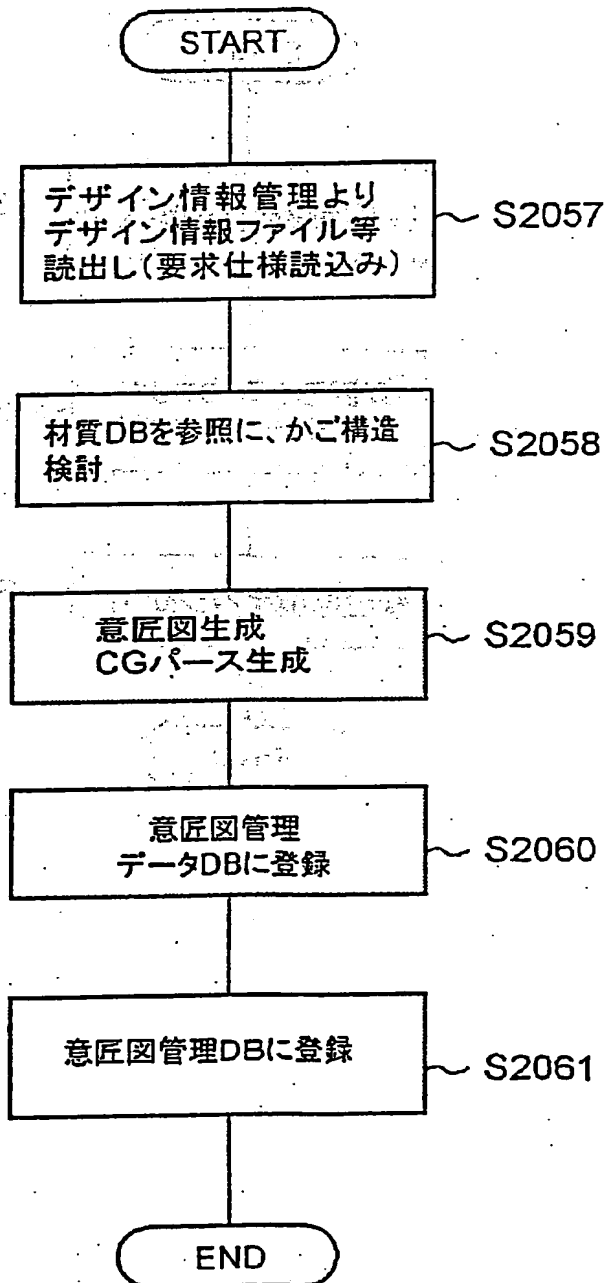 START
デザイン情報管理より
デザイン情報ファイル等
読出し(要求仕様読込み)
S2057
材質DBを参照に、かご構造
検討
S2058
意匠図生成
CGパース生成
S2059
意匠図管理
データDBに登録
S2060
意匠図管理DBに登録
S2061
END